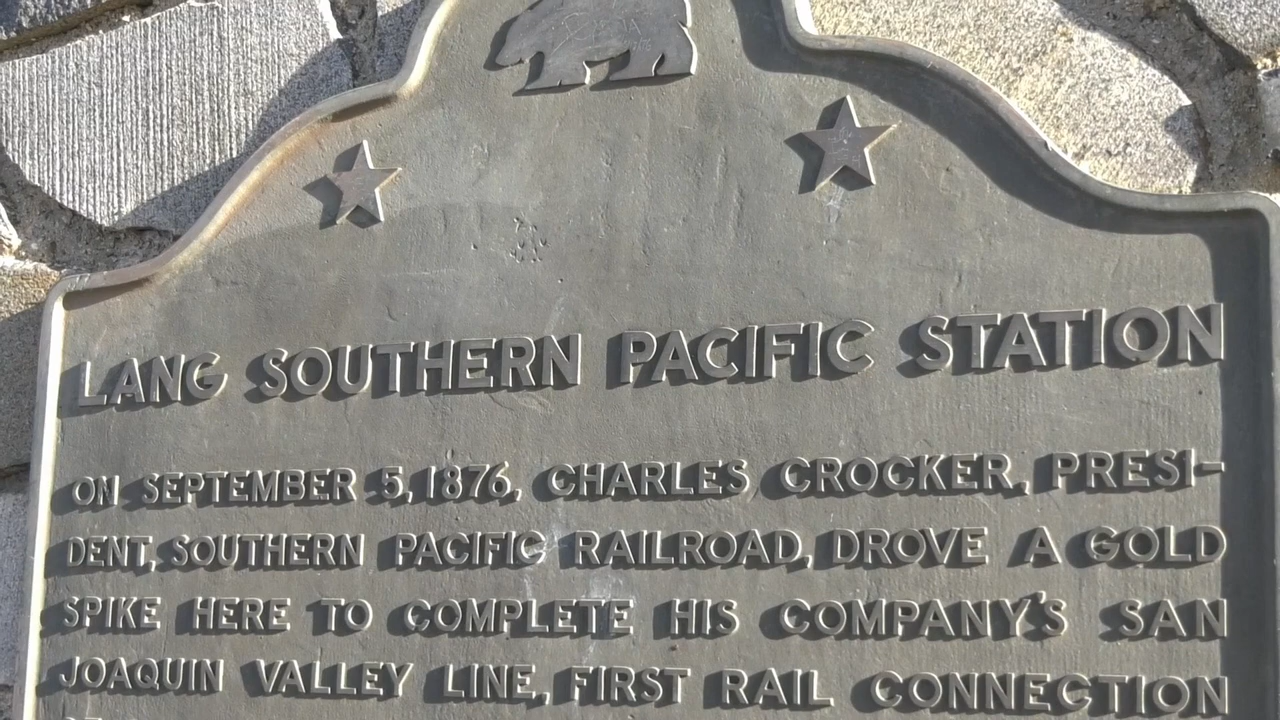 LANG SOUTHERN PACIFIC STATION
ON SEPTEMBER 5, 1876, CHARLES CROCKER, PRESI-
DENT, SOUTHERN PACIFIC RAILROAD, DROVE A GOLD
SPIKE HERE TO COMPLETE HIS COMPANY'S SAN
JOAQUIN VALLEY LINE, FIRST RAIL CONNECTION